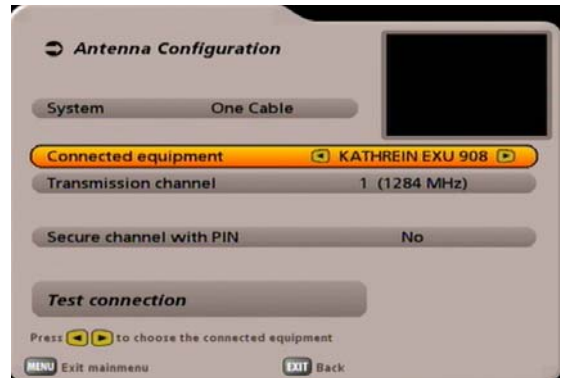 Antenna Configuration
System One Cable
Connected equipment KATHREIN EXU 908
Transmission channel 1 (1284 MHz)
Secure channel with PIN No
Test connection
Press to choose the connected equipment
MENU Exit mainmenu EXIT Back